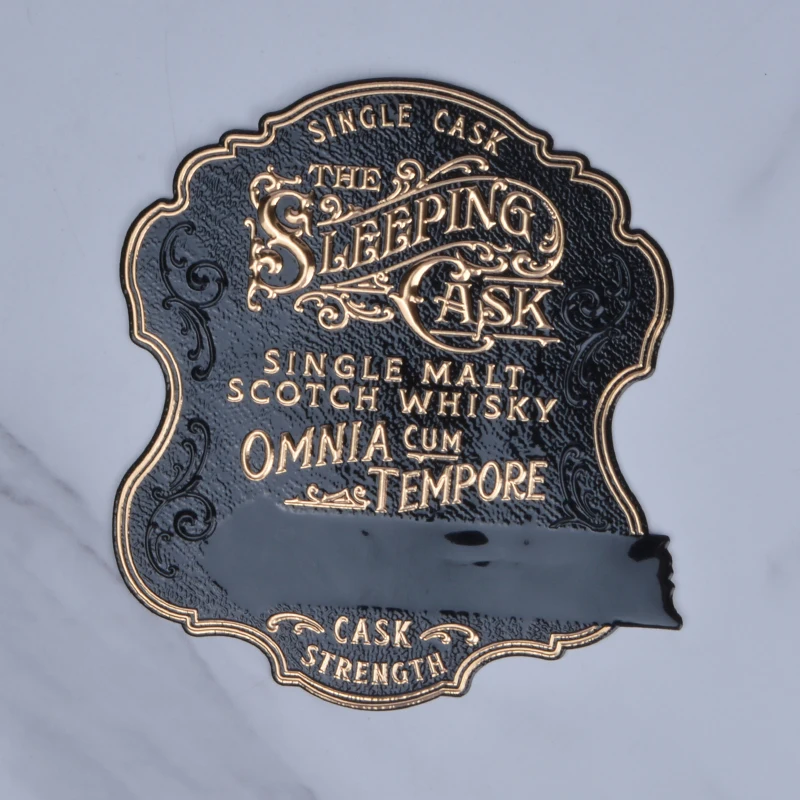 SINGLE CASK
THE
SLEEPING
CASK
SINGLE MALT
SCOTCH WHISKY
OMNIA CUM
TEMPORE
CASK
STRENGTH